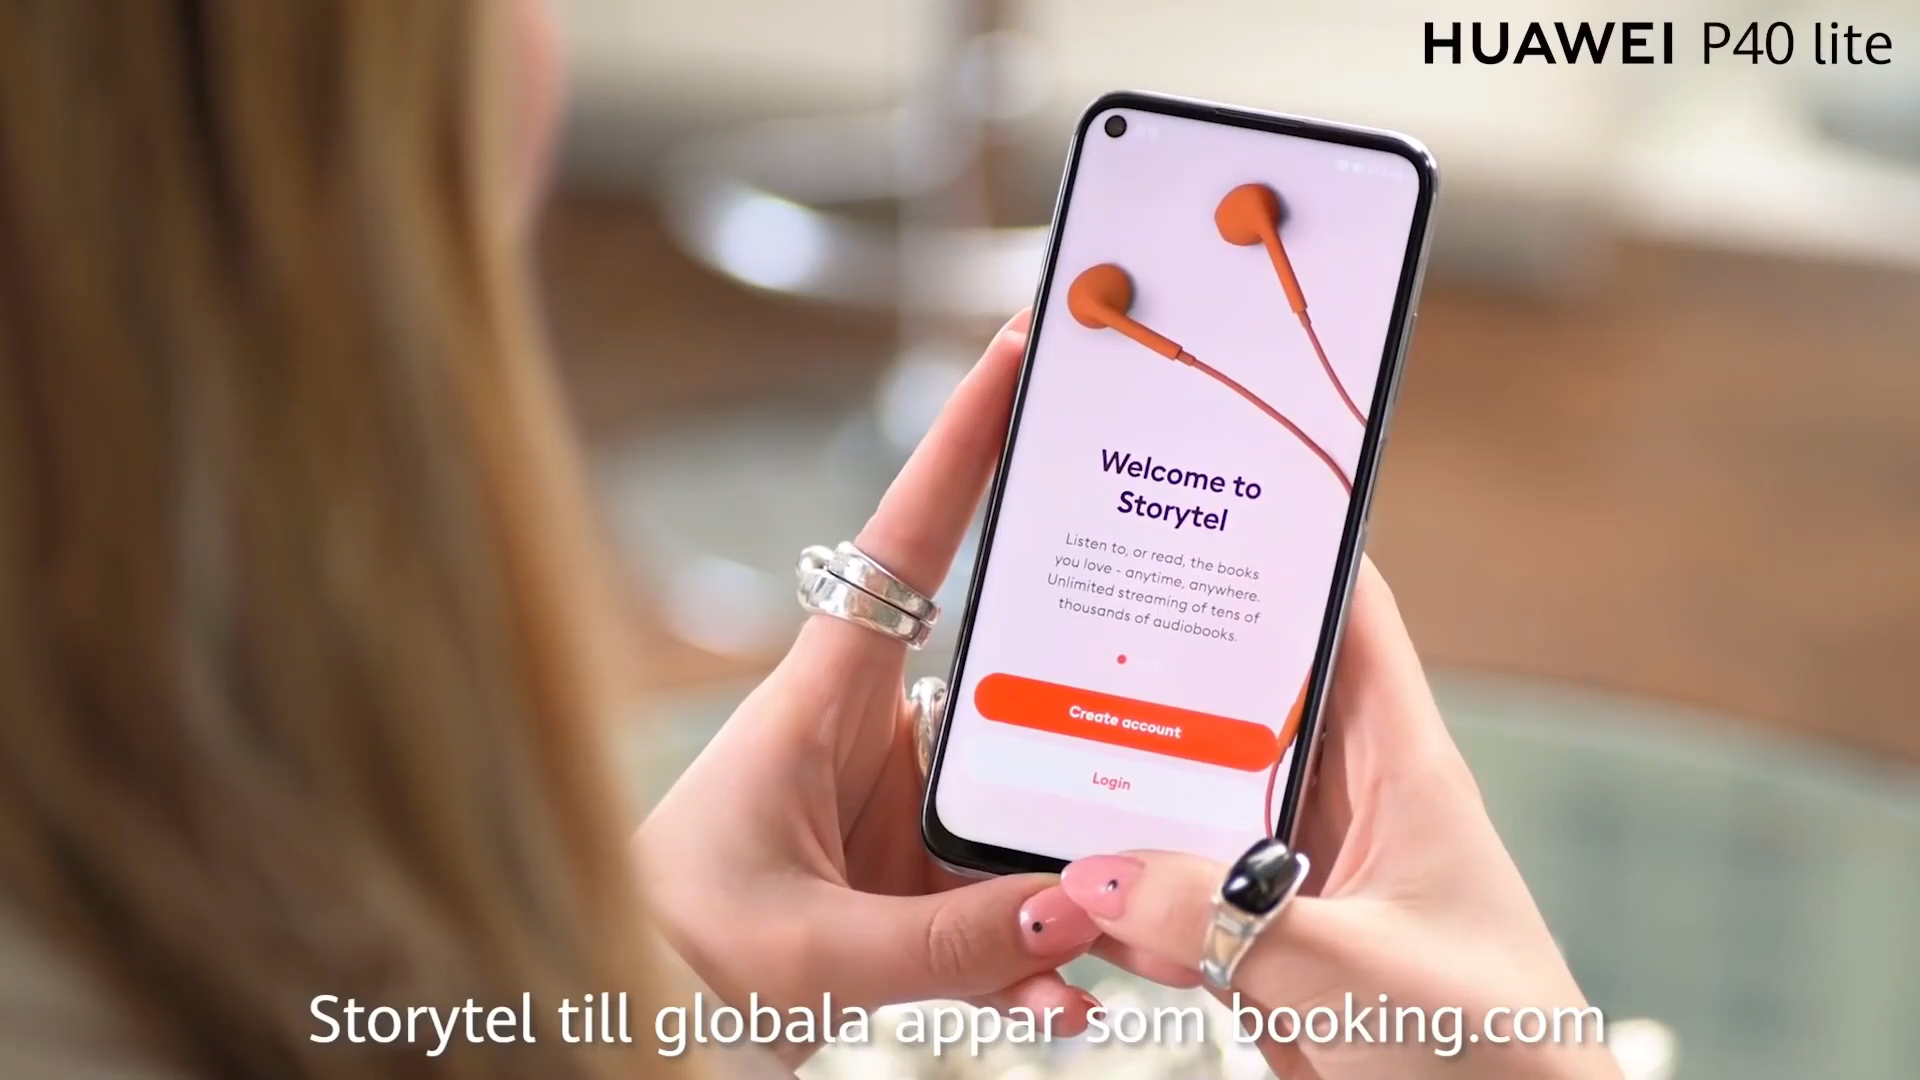 HUAWEI P40 lite
Welcome to
Storytel
Listen to, or read, the books
you love - anytime, anywhere.
Unlimited streaming of tens of
thousands of audiobooks.
Create account
Login
Storytel till globala appar som booking.com